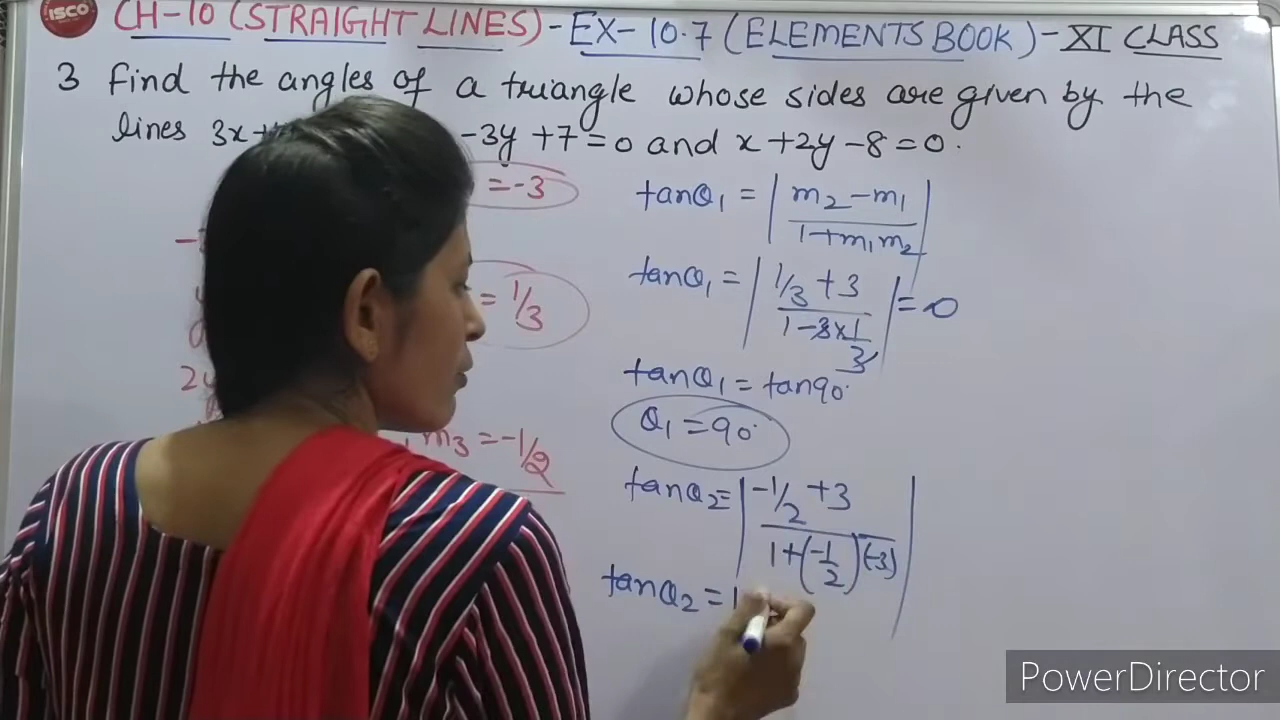 ISCO
CH-10 (STRAIGHT LINES) - EX-10.7 (ELEMENTS BOOK) - XI CLASS
3 Find the angles of a triangle whose sides are given by the
lines 3x+ -3y +7=0 and x+2y-8=0.
= -3
= 1/3
2y
m3 = -1/2
tanθ1 = | m2-m1 / 1+m1m2 |
tanθ1 = | 1/3 + 3 / 1-3×1/3 | = 0
tanθ1 = tan90°
θ1 = 90°
tanθ2 = | -1/2 + 3 / 1+(-1/2)(-3) |
tanθ2 = 1
PowerDirector